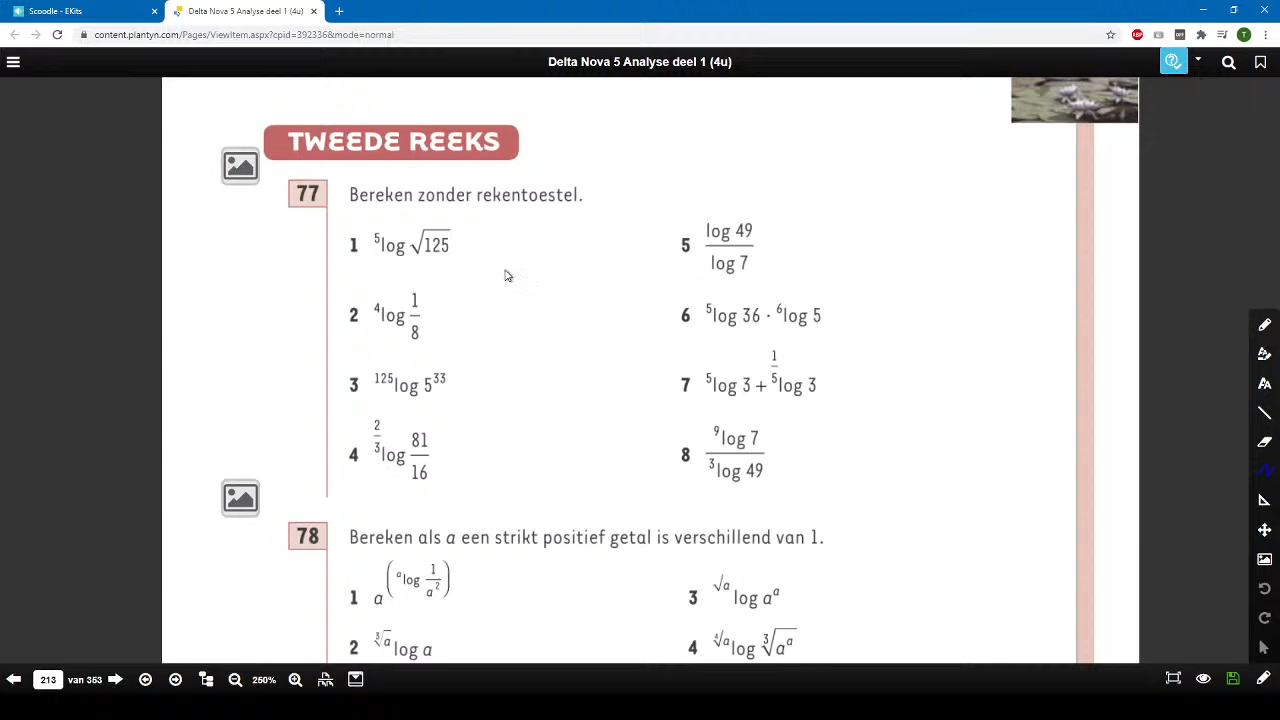 Scoodle - EKits
Delta Nova 5 Analyse deel 1 (4u)
content.plantyn.com/Pages/ViewItem.aspx?cpid=392336&mode=normal
Delta Nova 5 Analyse deel 1 (4u)
TWEEDE REEKS
77 Bereken zonder rekentoestel.
1 ⁵log √125
5 log 49 / log 7
2 ⁴log 1/8
6 ⁵log 36 · ⁶log 5
3 ¹²⁵log 5³³
7 ⁵log 3 + ^(1/5)log 3
4 ^(2/3)log 81/16
8 ⁹log 7 / ³log 49
78 Bereken als a een strikt positief getal is verschillend van 1.
1 a^(ᵃlog 1/a²)
3 ^(√a)log aᵃ
2 ^(∛a)log a
4 ^(∜a)log ∛(aᵃ)
213 van 353
250%